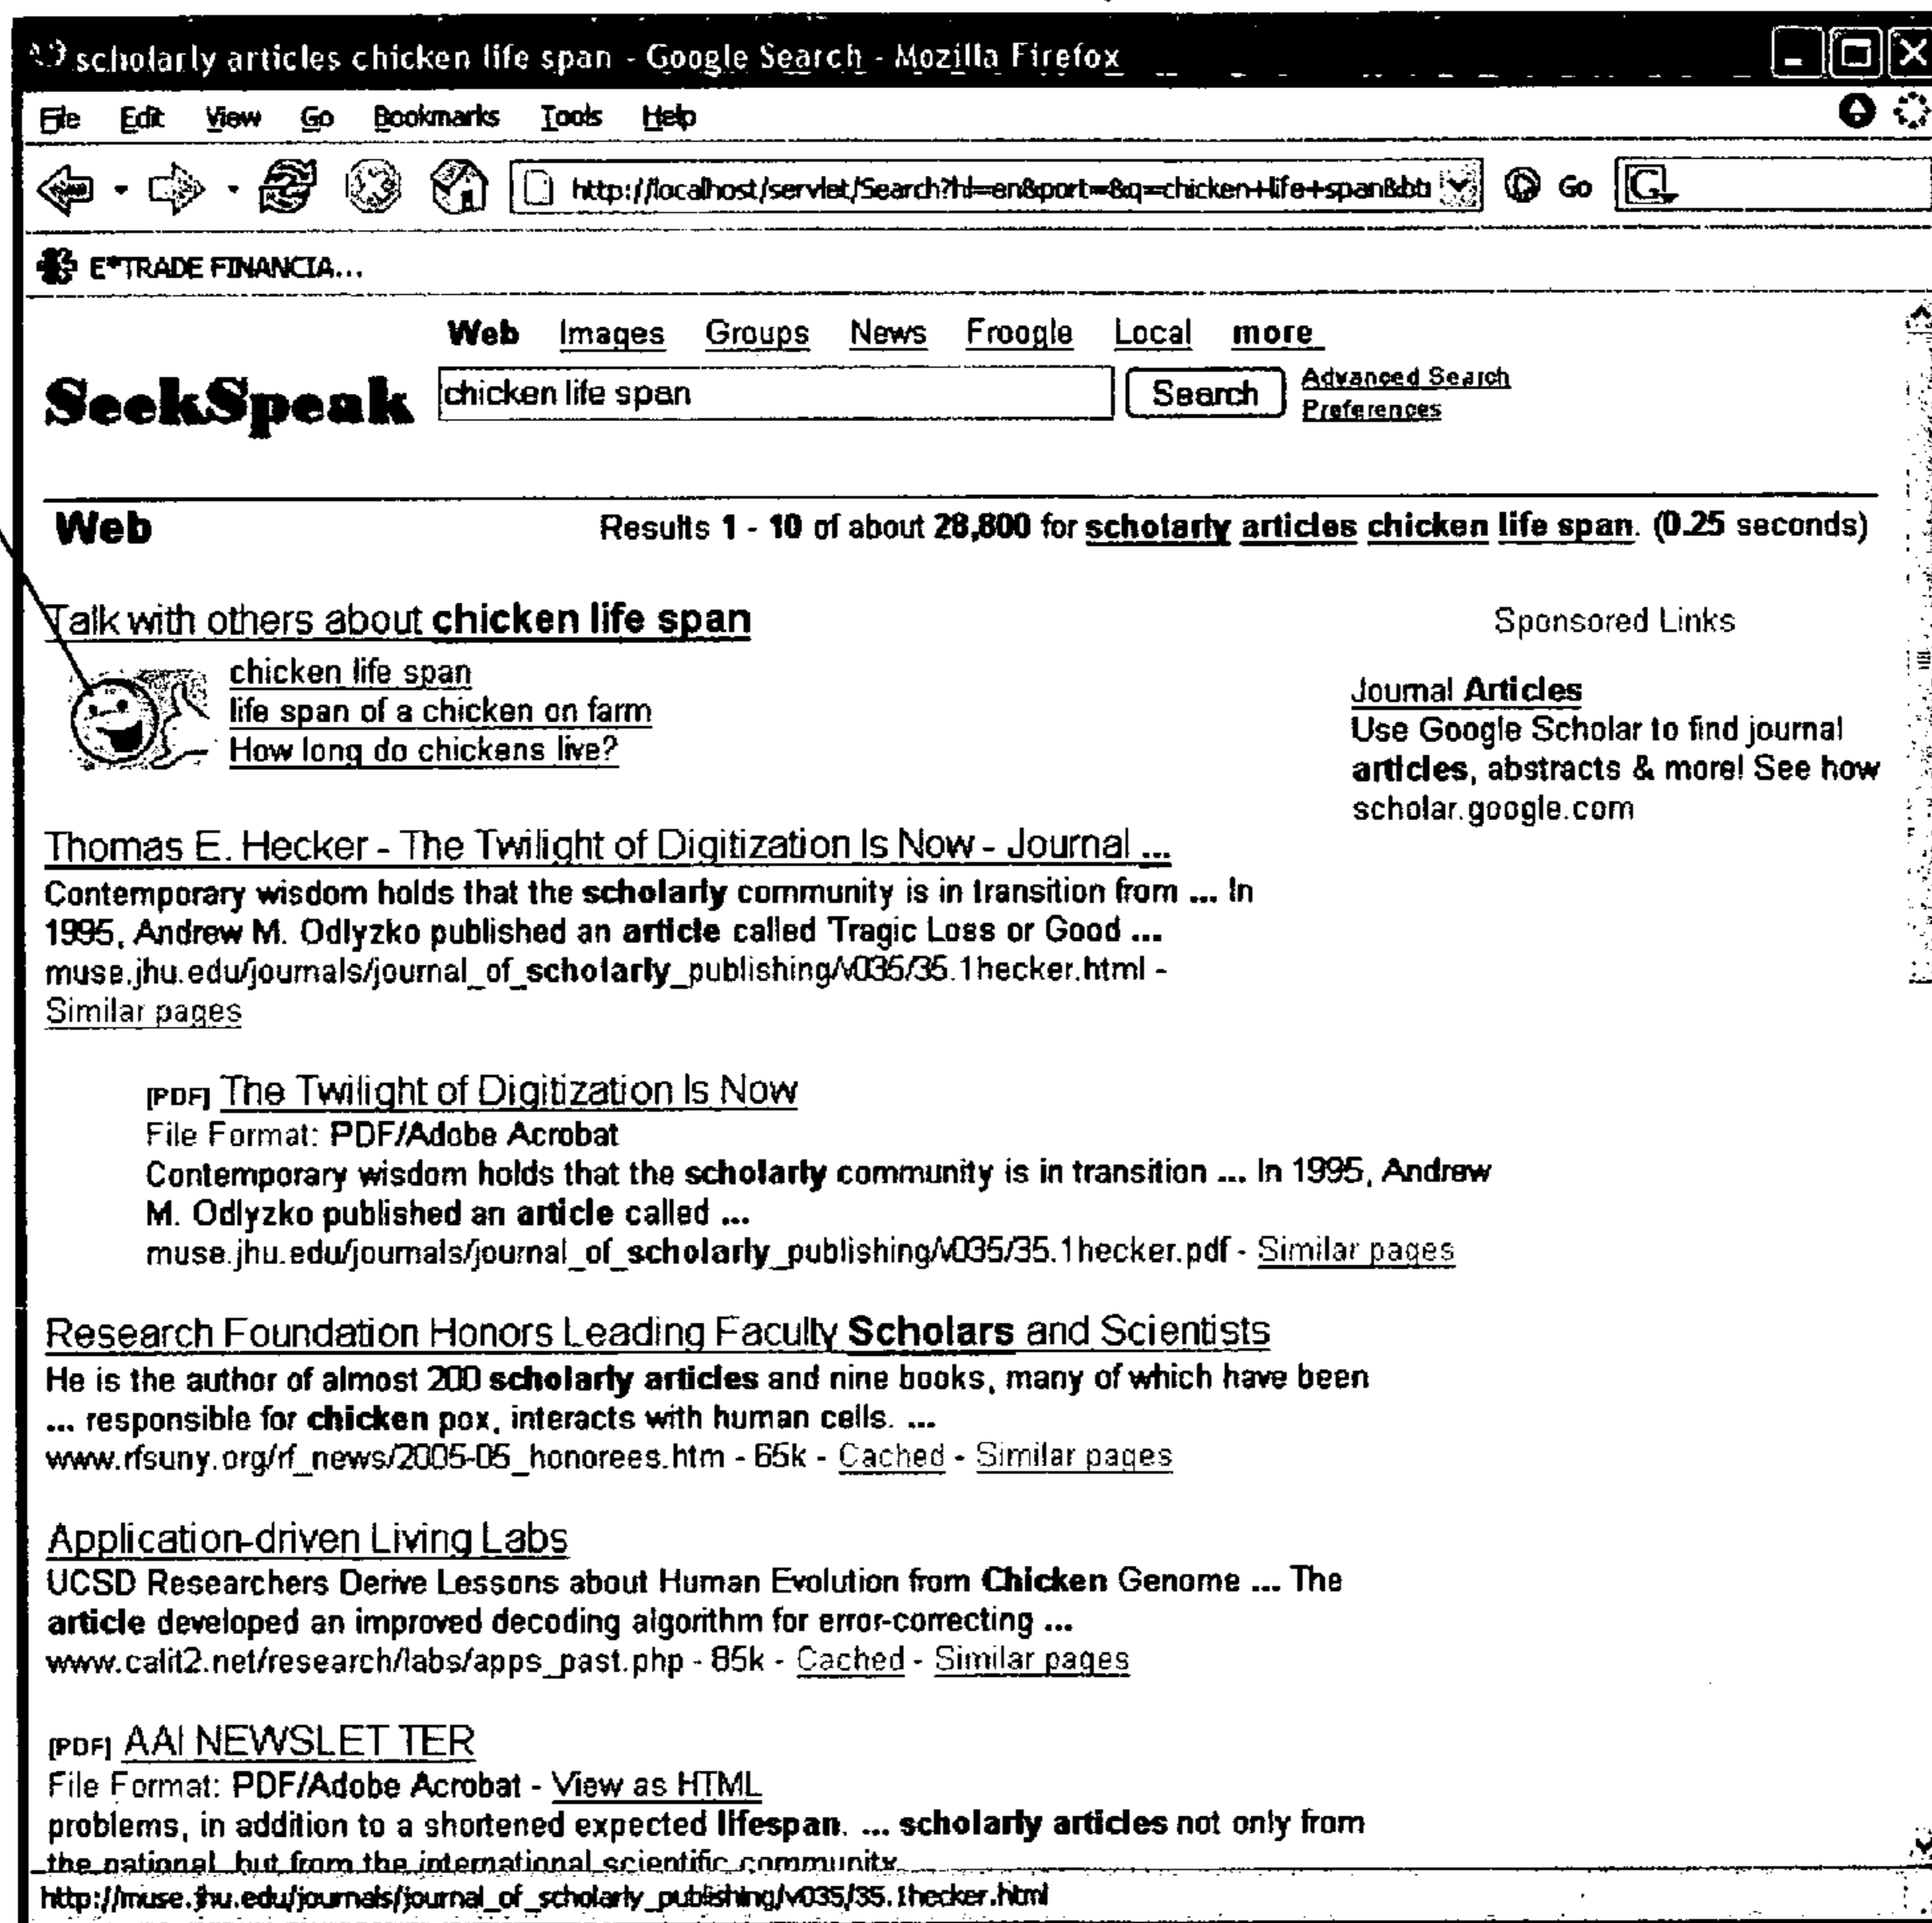 scholarly articles chicken life span - Google Search - Mozilla Firefox
File Edit View Go Bookmarks Tools Help
http://localhost/servlet/Search?hl=en&port=&q=chicken+life+span&bt Go G
E*TRADE FINANCIA...
Web Images Groups News Froogle Local more
SeekSpeak chicken life span Search Advanced Search
Preferences
Web Results 1 - 10 of about 28,800 for scholarly articles chicken life span. (0.25 seconds)
Talk with others about chicken life span
chicken life span
life span of a chicken on farm
How long do chickens live?
Sponsored Links
Journal Articles
Use Google Scholar to find journal
articles, abstracts & more! See how
scholar.google.com
Thomas E. Hecker - The Twilight of Digitization Is Now - Journal ...
Contemporary wisdom holds that the scholarly community is in transition from ... In
1995, Andrew M. Odlyzko published an article called 'Tragic Loss or Good ...
muse.jhu.edu/journals/journal_of_scholarly_publishing/v035/35.1hecker.html -
Similar pages
[PDF] The Twilight of Digitization Is Now
File Format: PDF/Adobe Acrobat
Contemporary wisdom holds that the scholarly community is in transition ... In 1995, Andrew
M. Odlyzko published an article called ...
muse.jhu.edu/journals/journal_of_scholarly_publishing/v035/35.1hecker.pdf - Similar pages
Research Foundation Honors Leading Faculty Scholars and Scientists
He is the author of almost 200 scholarly articles and nine books, many of which have been
... responsible for chicken pox, interacts with human cells. ...
www.rfsuny.org/rf_news/2005-05_honorees.htm - 65k - Cached - Similar pages
Application-driven Living Labs
UCSD Researchers Derive Lessons about Human Evolution from Chicken Genome ... The
article developed an improved decoding algorithm for error-correcting ...
www.calit2.net/research/labs/apps_past.php - 85k - Cached - Similar pages
[PDF] AAI NEWSLET TER
File Format: PDF/Adobe Acrobat - View as HTML
problems, in addition to a shortened expected lifespan. ... scholarly articles not only from
the national, but from the international scientific community.
http://muse.jhu.edu/journals/journal_of_scholarly_publishing/v035/35.1hecker.html